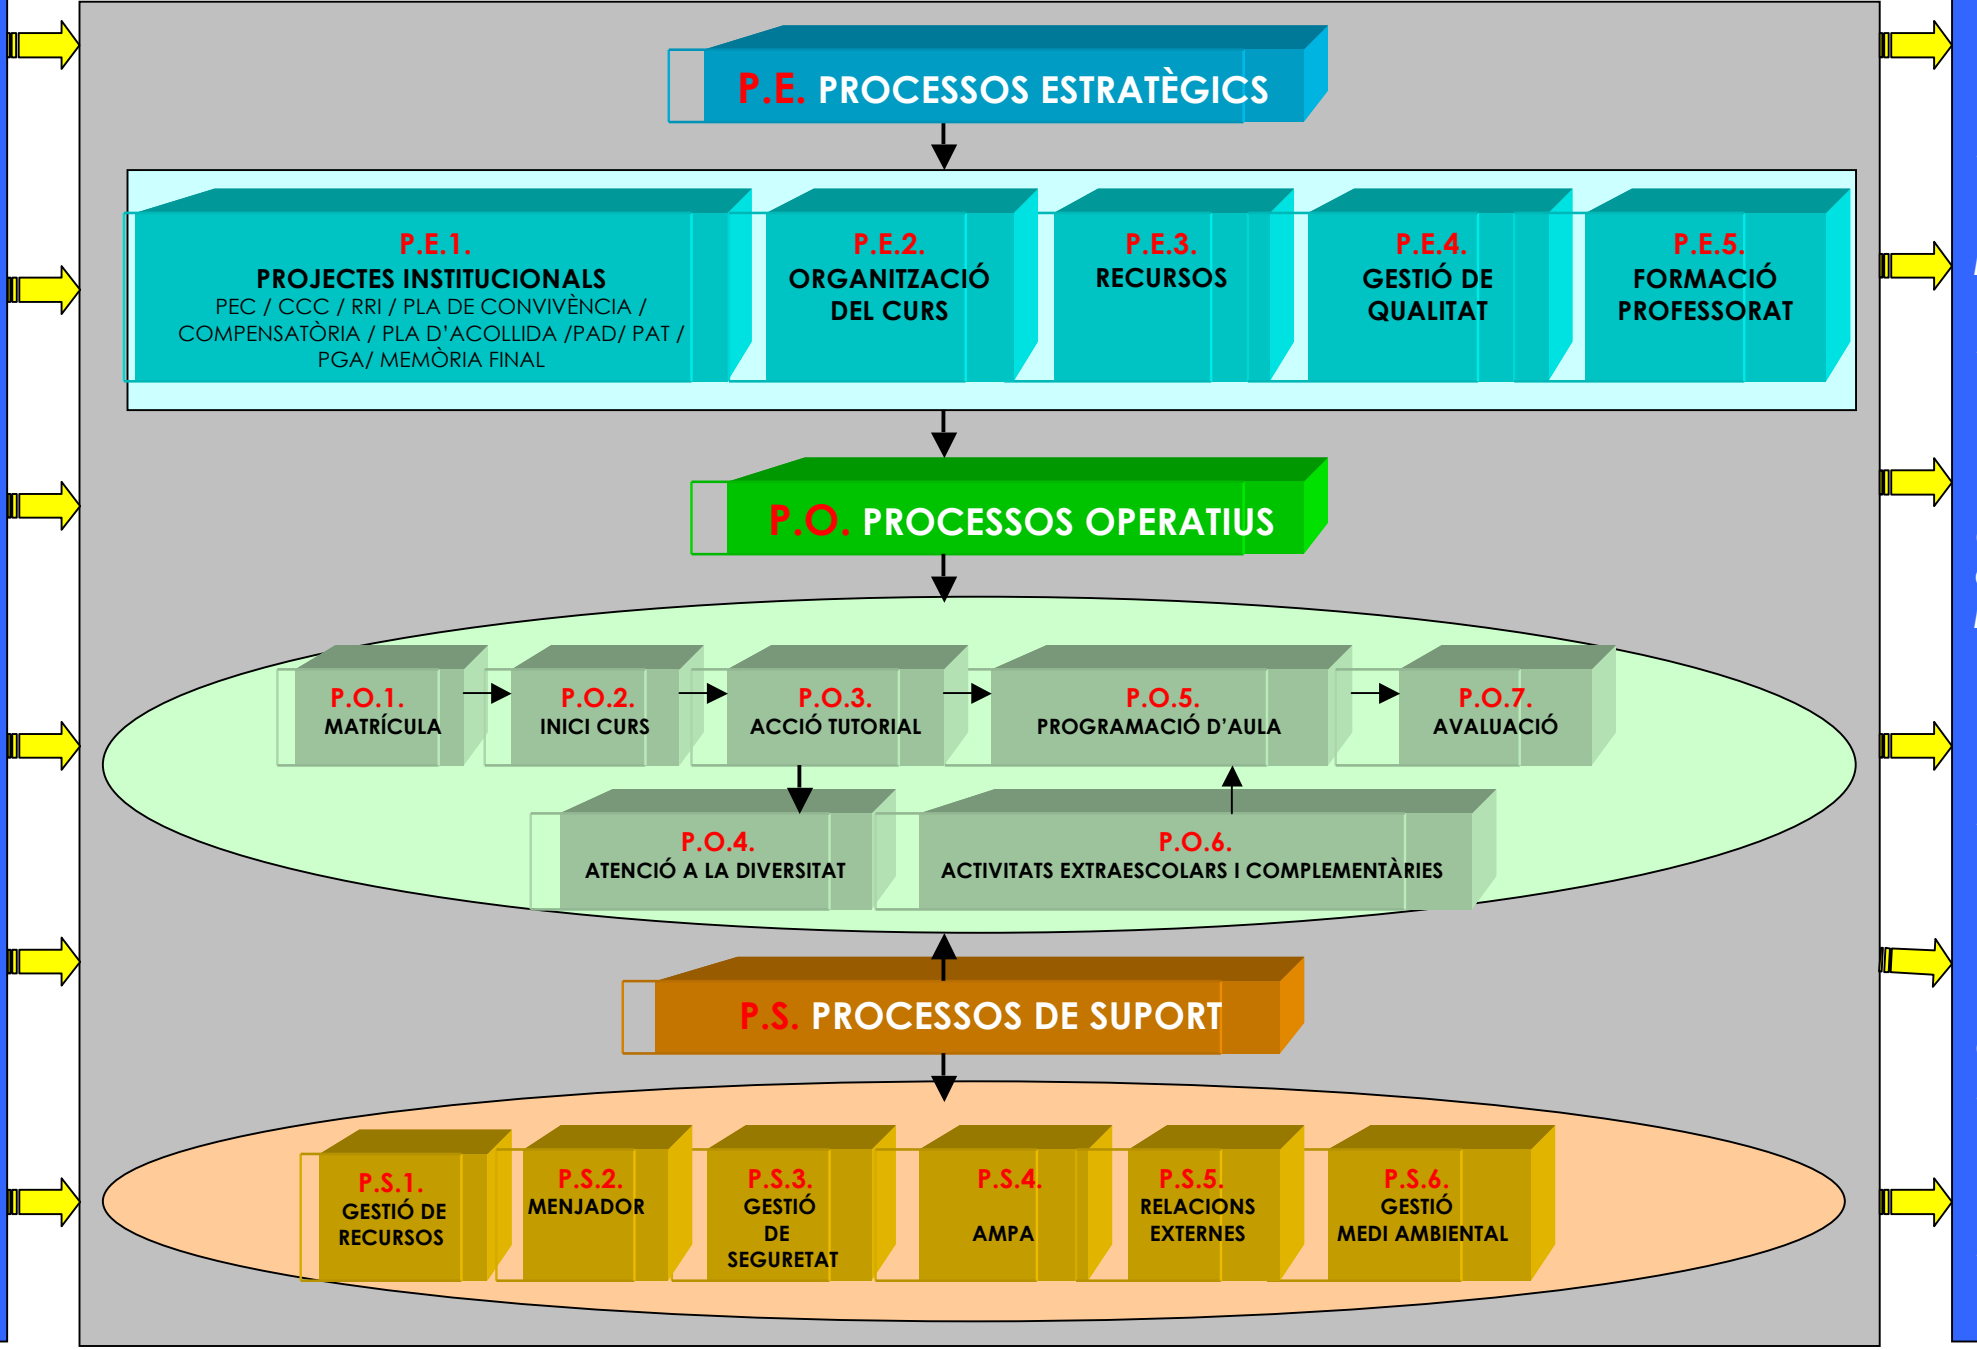 P.E. PROCESSOS ESTRATÈGICS
P.E.1.
PROJECTES INSTITUCIONALS
PEC / CCC / RRI / PLA DE CONVIVÈNCIA /
COMPENSATÒRIA / PLA D'ACOLLIDA /PAD/ PAT /
PGA/ MEMÒRIA FINAL
P.E.2.
ORGANITZACIÓ
DEL CURS
P.E.3.
RECURSOS
P.E.4.
GESTIÓ DE
QUALITAT
P.E.5.
FORMACIÓ
PROFESSORAT
P.O. PROCESSOS OPERATIUS
P.O.1.
MATRÍCULA
P.O.2.
INICI CURS
P.O.3.
ACCIÓ TUTORIAL
P.O.5.
PROGRAMACIÓ D'AULA
P.O.7.
AVALUACIÓ
P.O.4.
ATENCIÓ A LA DIVERSITAT
P.O.6.
ACTIVITATS EXTRAESCOLARS I COMPLEMENTÀRIES
P.S. PROCESSOS DE SUPORT
P.S.1.
GESTIÓ DE
RECURSOS
P.S.2.
MENJADOR
P.S.3.
GESTIÓ
DE
SEGURETAT
P.S.4.
AMPA
P.S.5.
RELACIONS
EXTERNES
P.S.6.
GESTIÓ
MEDI AMBIENTAL